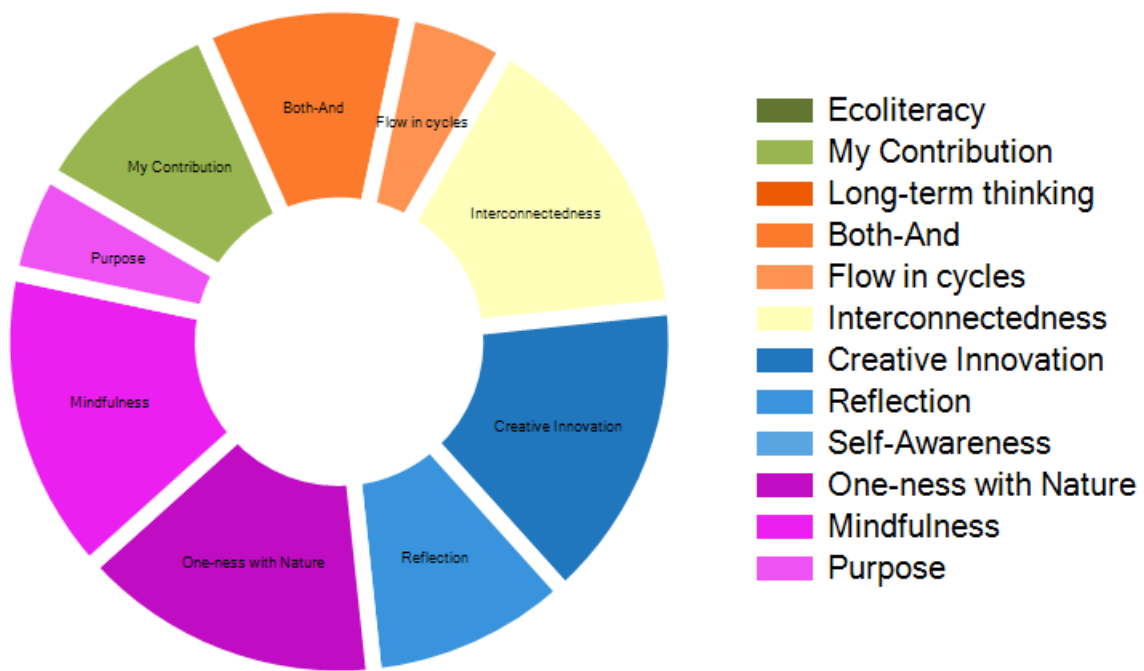 Both-And
Flow in cycles
My Contribution
Interconnectedness
Purpose
Mindfulness
Creative Innovation
One-ness with Nature
Reflection
Ecoliteracy
My Contribution
Long-term thinking
Both-And
Flow in cycles
Interconnectedness
Creative Innovation
Reflection
Self-Awareness
One-ness with Nature
Mindfulness
Purpose